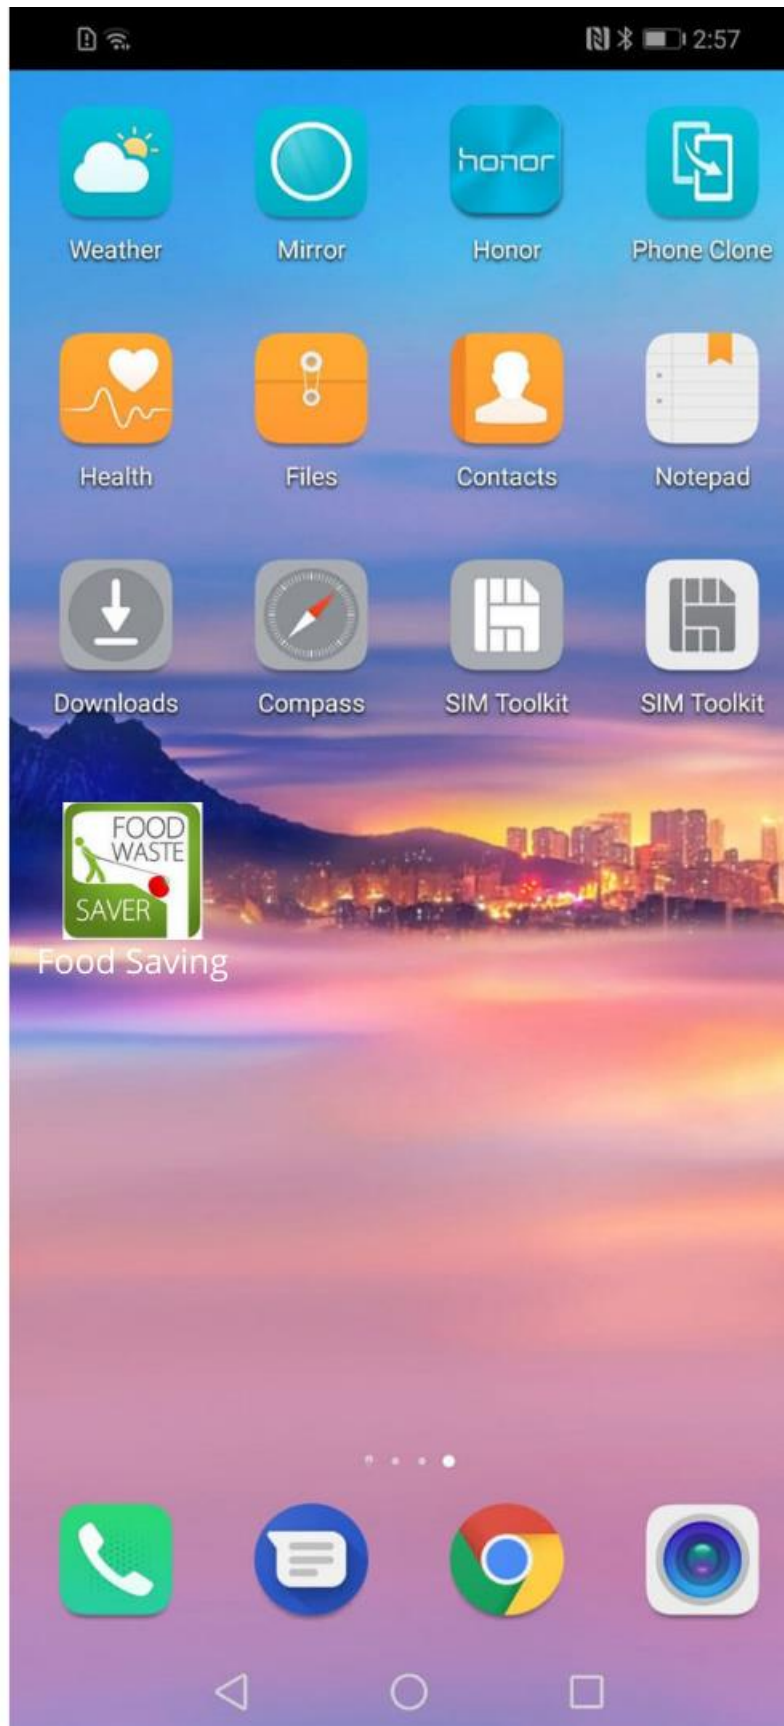 2:57
Weather
Mirror
honor
Honor
Phone Clone
Health
Files
Contacts
Notepad
Downloads
Compass
SIM Toolkit
SIM Toolkit
FOOD
WASTE
SAVER
Food Saving